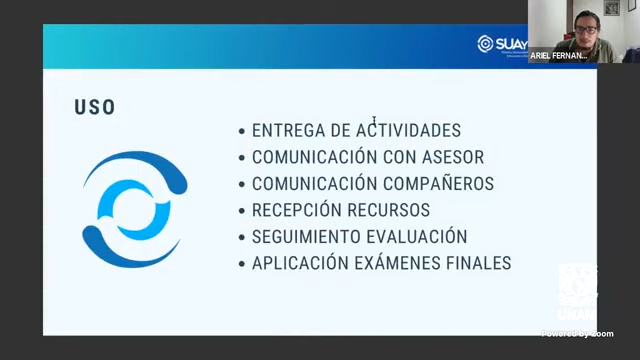 ARIEL FERNAN...
USO
• ENTREGA DE ACTIVIDADES
• COMUNICACIÓN CON ASESOR
• COMUNICACIÓN COMPAÑEROS
• RECEPCIÓN RECURSOS
• SEGUIMIENTO EVALUACIÓN
• APLICACIÓN EXÁMENES FINALES
UNAM
Powered by Zoom